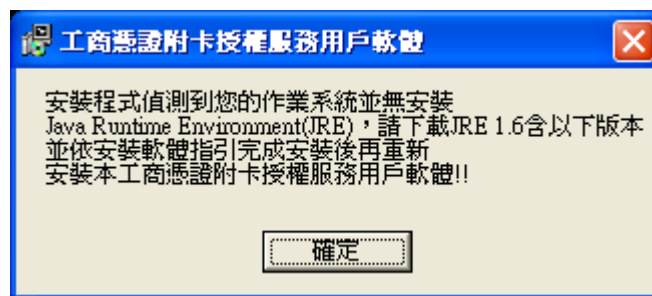 工商憑證附卡授權服務用戶軟體
安裝程式偵測到您的作業系統並無安裝
Java Runtime Environment(JRE)，請下載JRE 1.6含以下版本
並依安裝軟體指引完成安裝後再重新
安裝本工商憑證附卡授權服務用戶軟體!!
確定